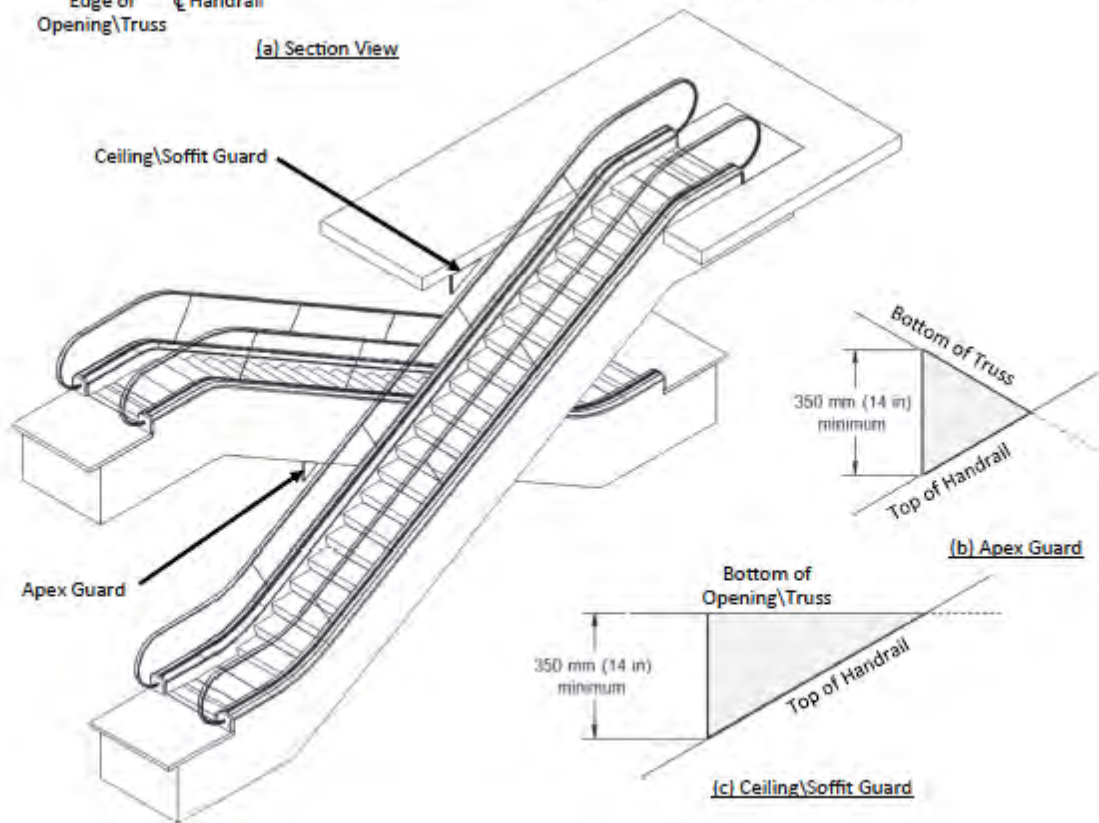 Edge of ℄ Handrail
Opening\Truss
(a) Section View
Ceiling\Soffit Guard
Bottom of Truss
350 mm (14 in)
minimum
Top of Handrail
(b) Apex Guard
Apex Guard
Bottom of
Opening\Truss
350 mm (14 in)
minimum
Top of Handrail
(c) Ceiling\Soffit Guard